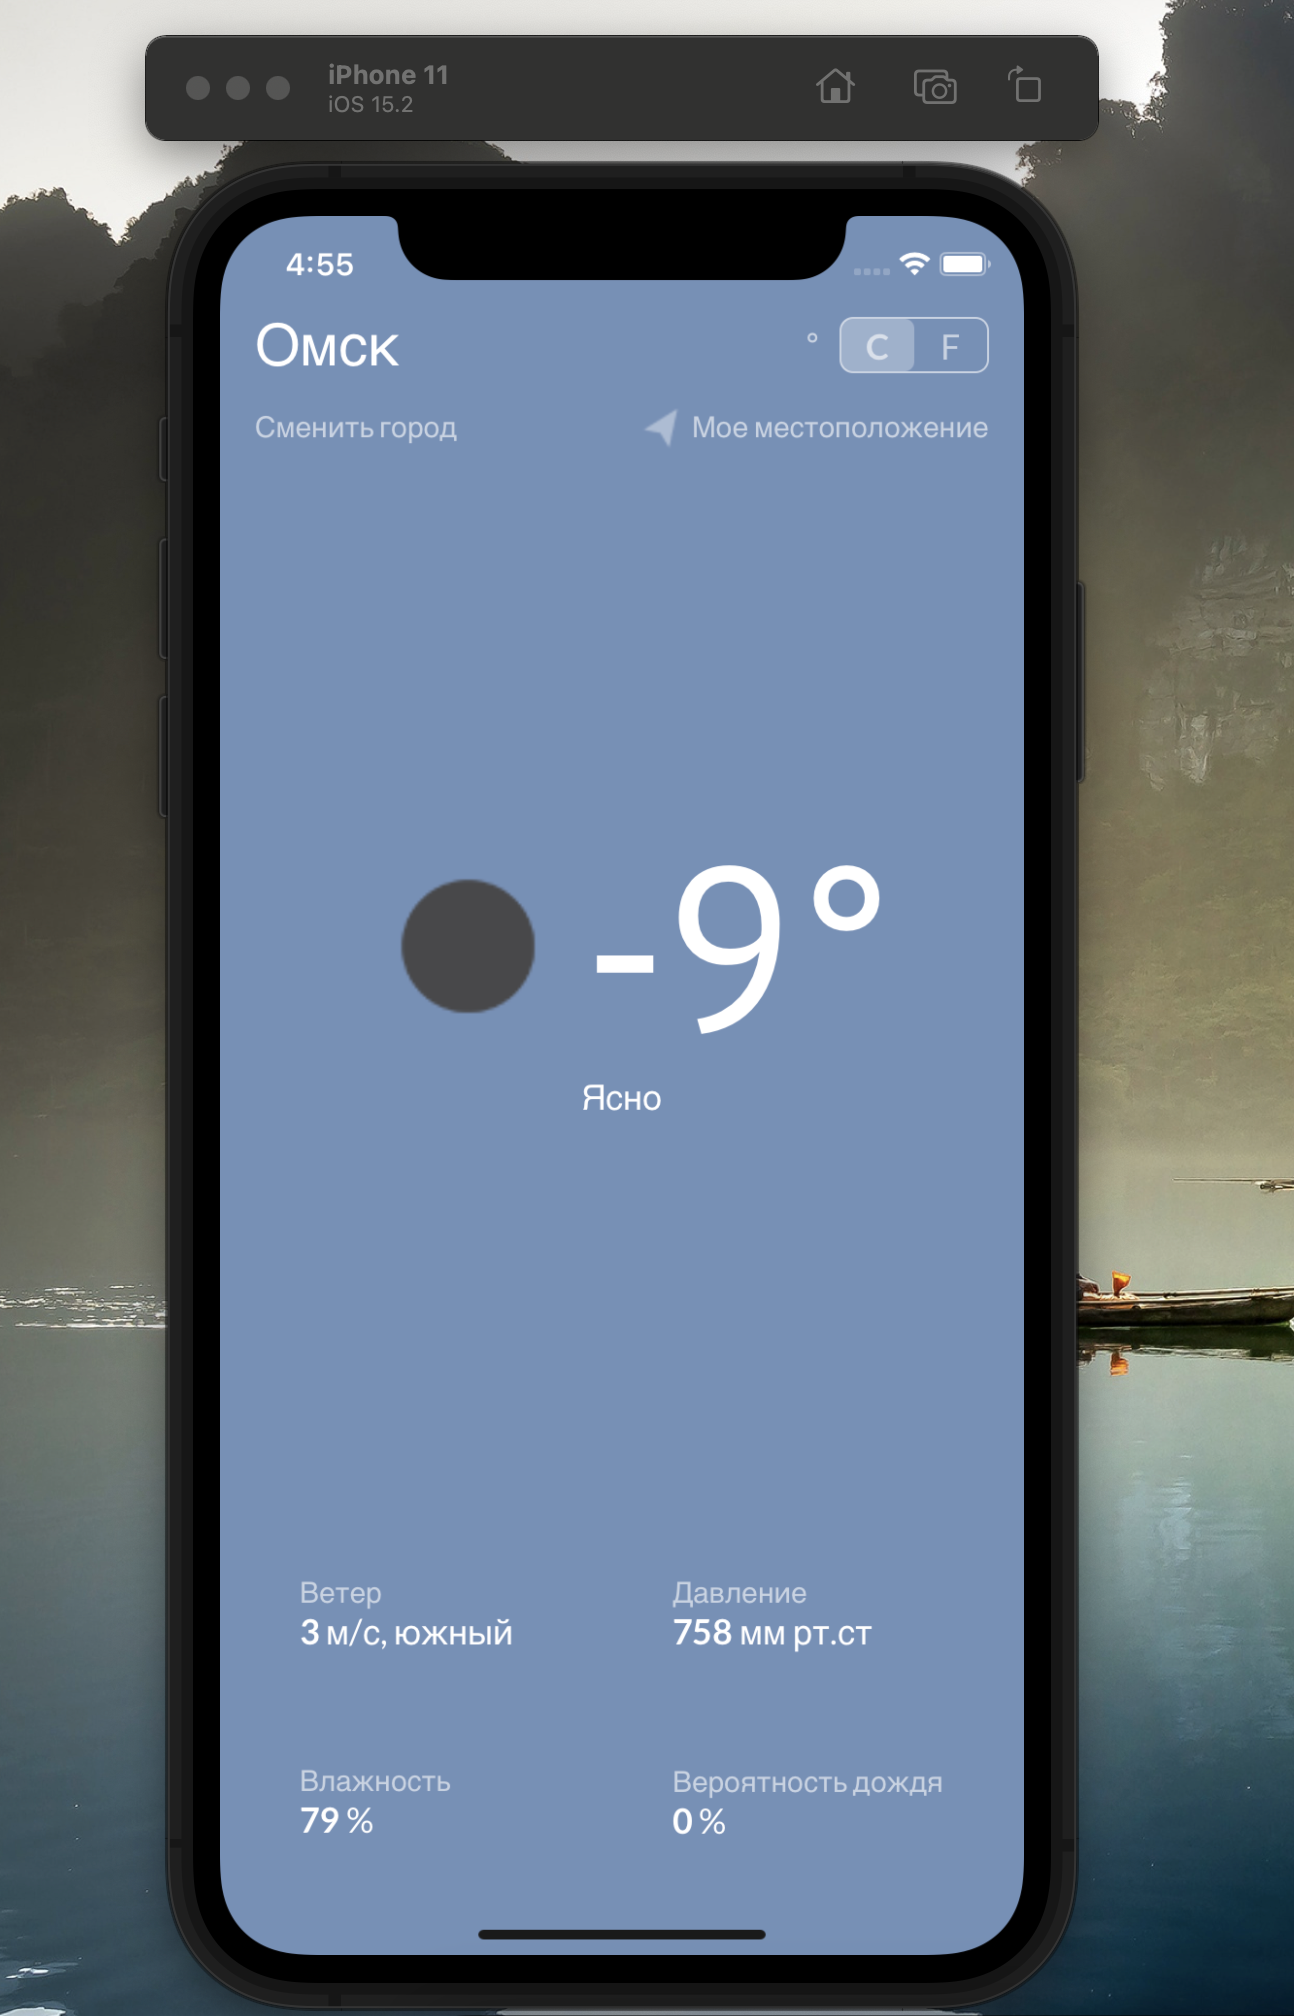 iPhone 11
iOS 15.2
4:55
Омск
° C F
Сменить город
Мое местоположение
-9°
Ясно
Ветер
3 м/с, южный
Давление
758 мм рт.ст
Влажность
79 %
Вероятность дождя
0 %